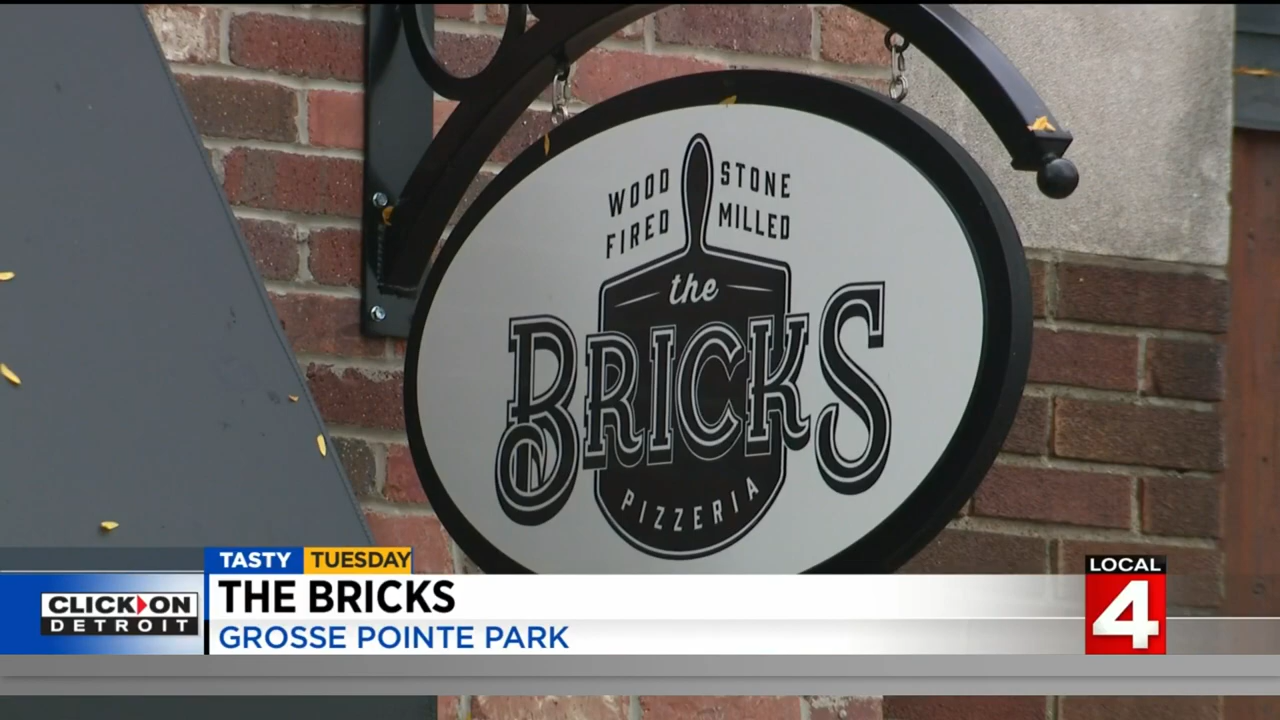 WOOD STONE
FIRED MILLED
the
BRICKS
PIZZERIA
TASTY TUESDAY
THE BRICKS
GROSSE POINTE PARK
CLICK ON
DETROIT
LOCAL
4